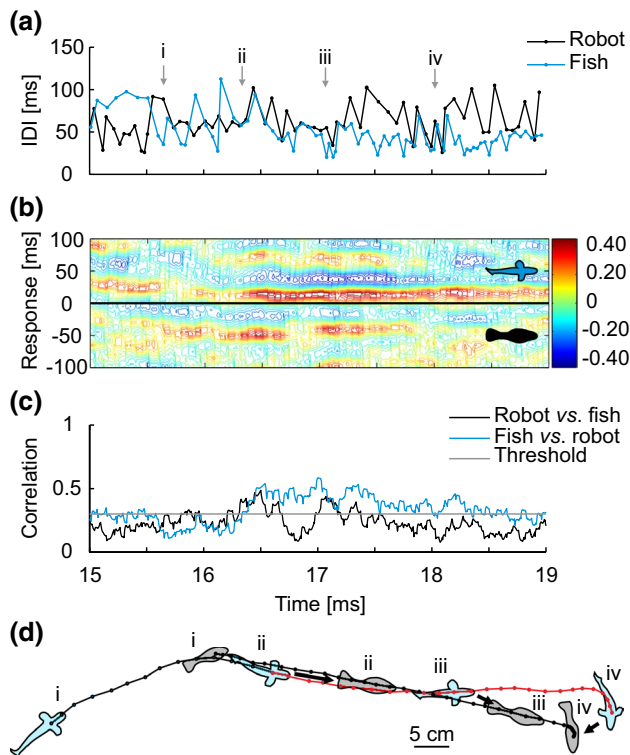 (a)
150
100
50
0
IDI [ms]
i
ii
iii
iv
Robot
Fish
(b)
100
50
0
-50
-100
Response [ms]
0.40
0.20
0
-0.20
-0.40
(c)
1
0.5
0
Correlation
Robot vs. fish
Fish vs. robot
Threshold
15
16
17
18
19
Time [ms]
(d)
i
i
ii
ii
iii
iii
iv
iv
5 cm